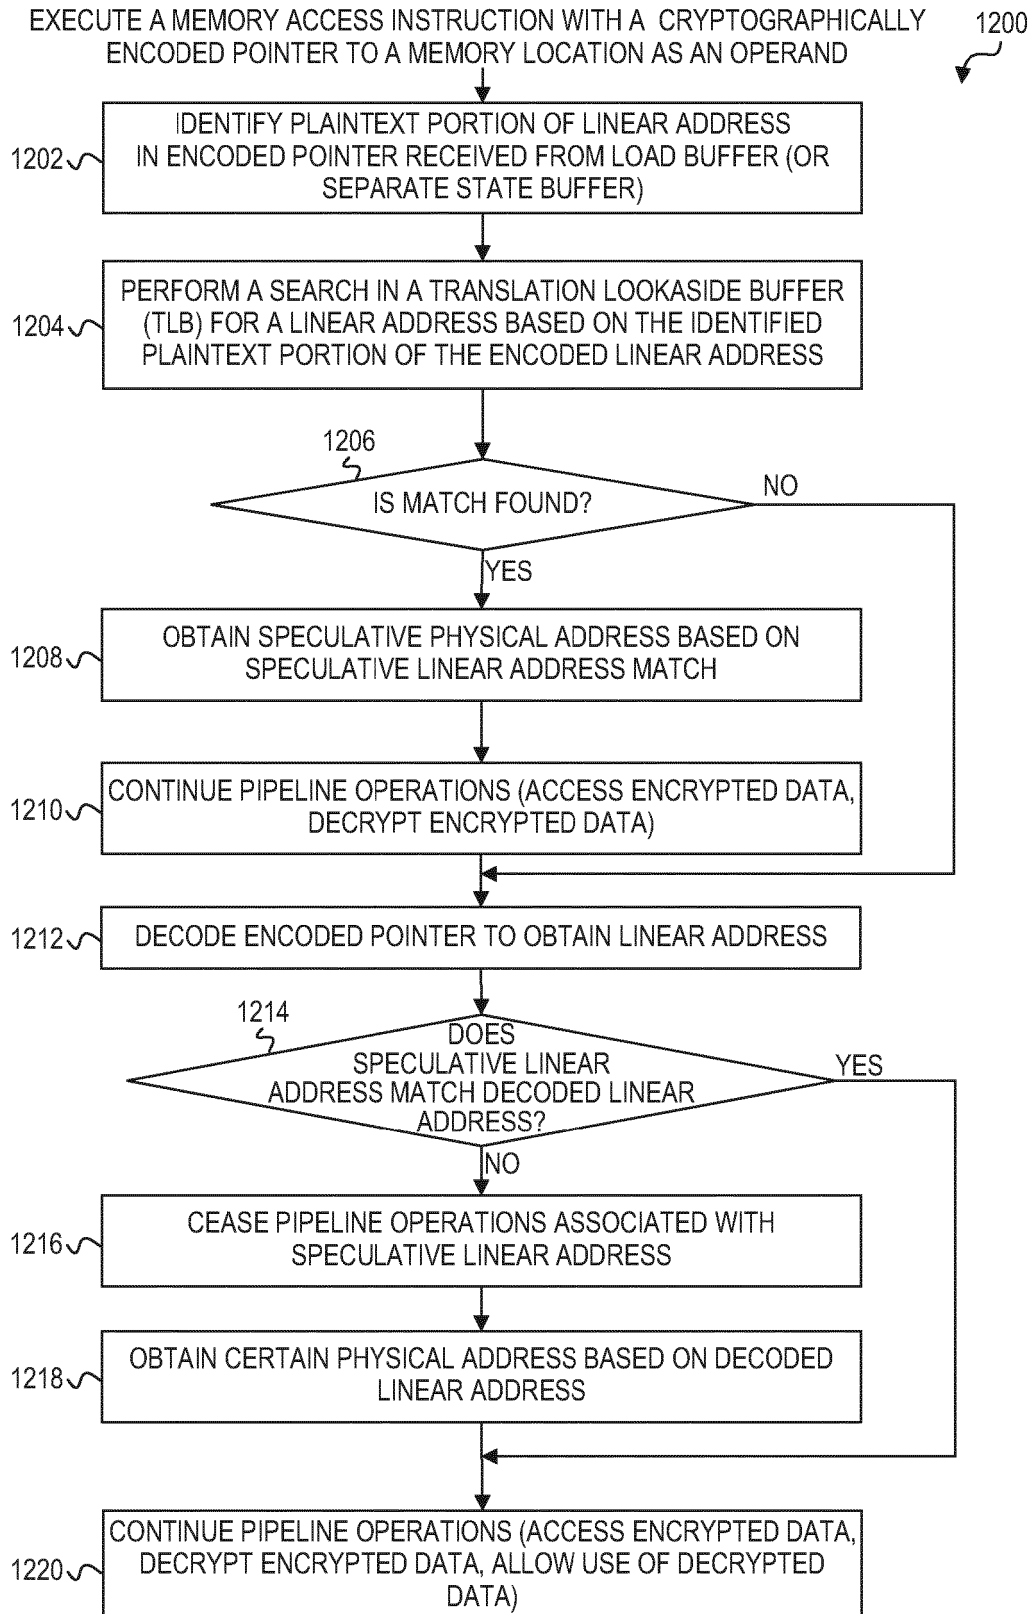 EXECUTE A MEMORY ACCESS INSTRUCTION WITH A CRYPTOGRAPHICALLY
ENCODED POINTER TO A MEMORY LOCATION AS AN OPERAND
1200
IDENTIFY PLAINTEXT PORTION OF LINEAR ADDRESS
IN ENCODED POINTER RECEIVED FROM LOAD BUFFER (OR
SEPARATE STATE BUFFER)
1202
PERFORM A SEARCH IN A TRANSLATION LOOKASIDE BUFFER
(TLB) FOR A LINEAR ADDRESS BASED ON THE IDENTIFIED
PLAINTEXT PORTION OF THE ENCODED LINEAR ADDRESS
1204
1206
IS MATCH FOUND?
NO
YES
OBTAIN SPECULATIVE PHYSICAL ADDRESS BASED ON
SPECULATIVE LINEAR ADDRESS MATCH
1208
CONTINUE PIPELINE OPERATIONS (ACCESS ENCRYPTED DATA,
DECRYPT ENCRYPTED DATA)
1210
1212
DECODE ENCODED POINTER TO OBTAIN LINEAR ADDRESS
1214
DOES
SPECULATIVE LINEAR
ADDRESS MATCH DECODED LINEAR
ADDRESS?
YES
NO
CEASE PIPELINE OPERATIONS ASSOCIATED WITH
SPECULATIVE LINEAR ADDRESS
1216
OBTAIN CERTAIN PHYSICAL ADDRESS BASED ON DECODED
LINEAR ADDRESS
1218
CONTINUE PIPELINE OPERATIONS (ACCESS ENCRYPTED DATA,
DECRYPT ENCRYPTED DATA, ALLOW USE OF DECRYPTED
DATA)
1220